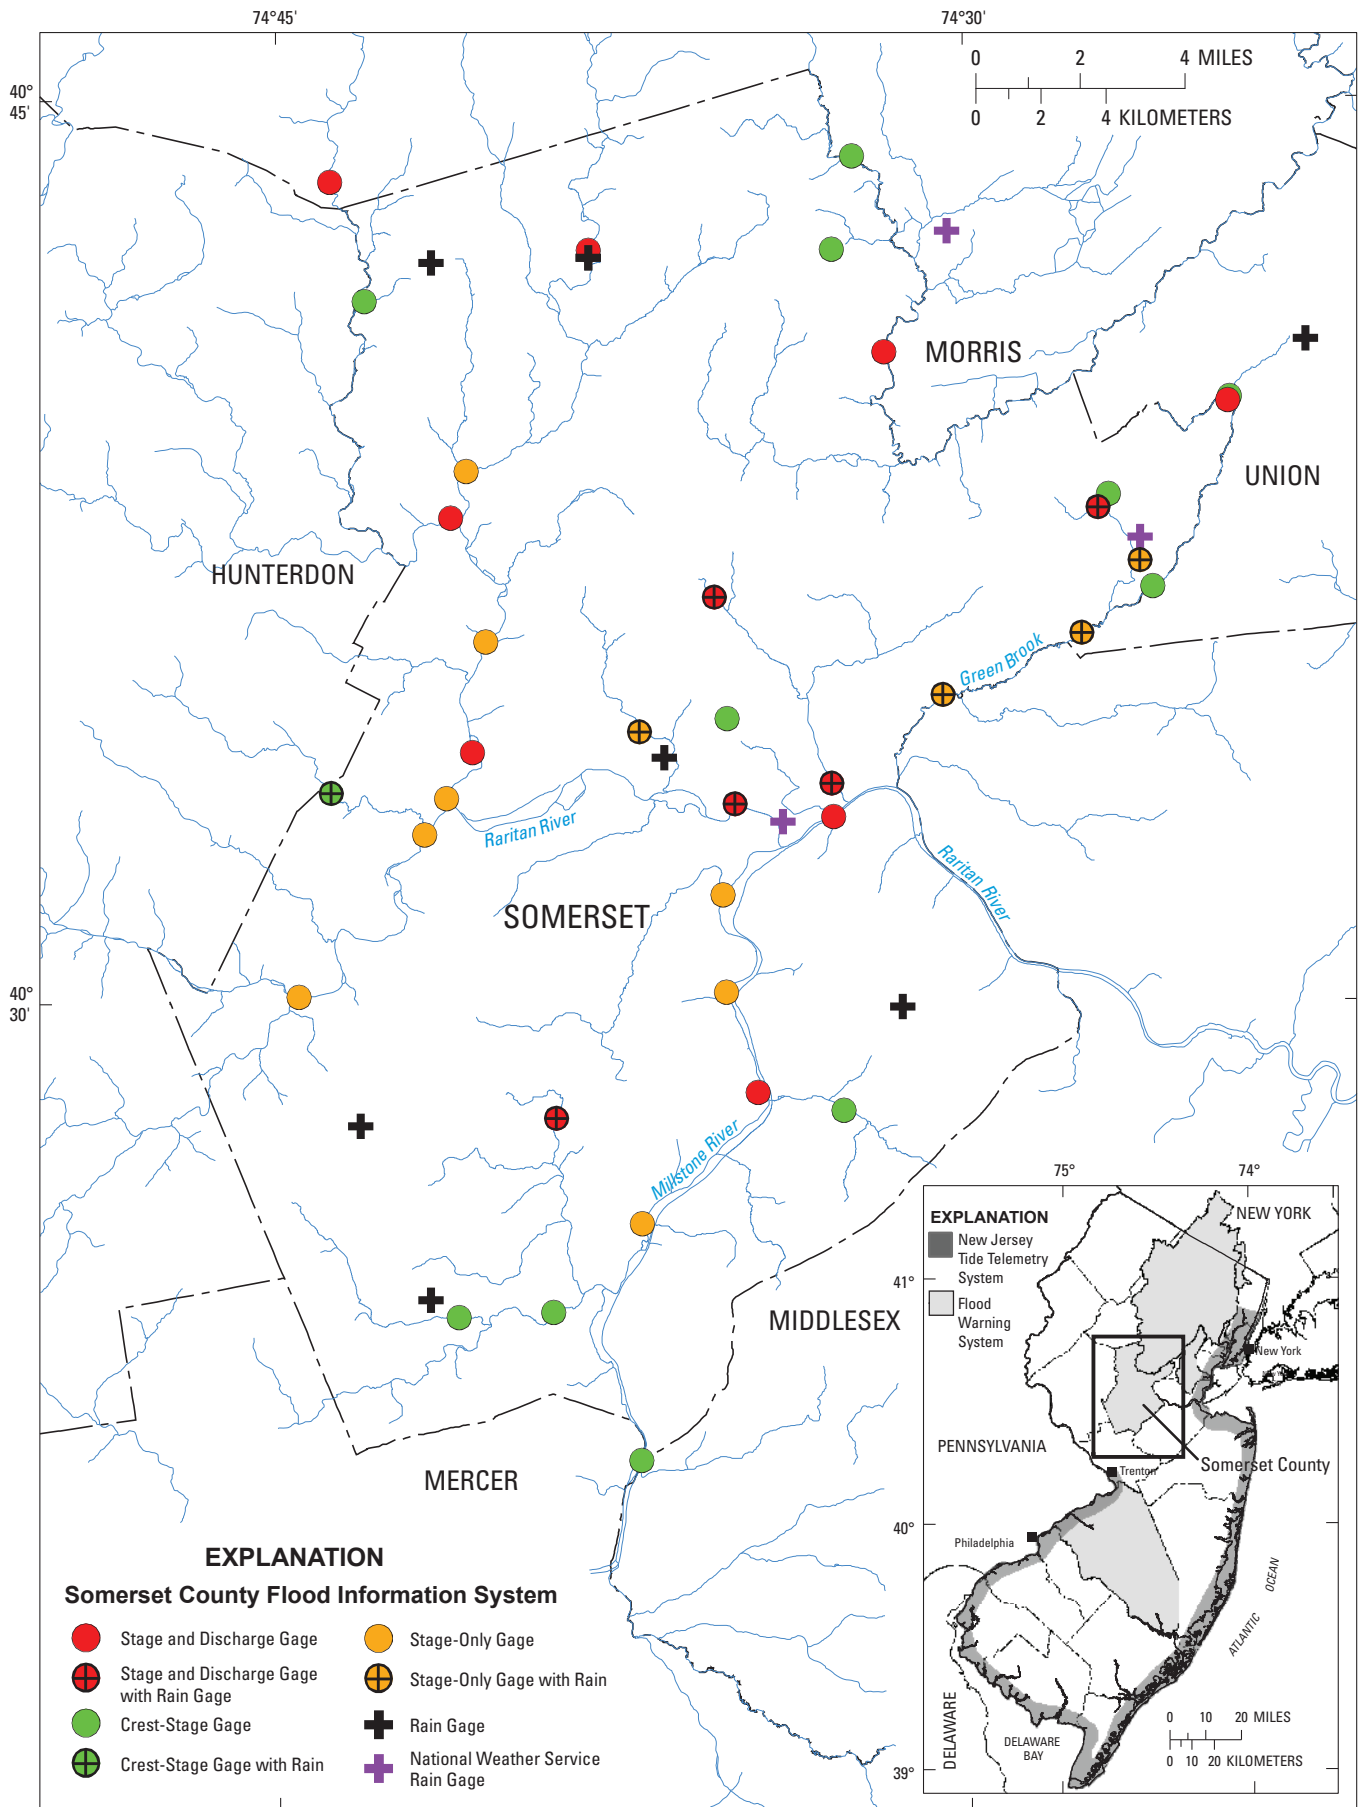 74°45'
74°30'
0 2 4 MILES
0 2 4 KILOMETERS
40°
45'
MORRIS
UNION
HUNTERDON
Green Brook
Raritan River
Raritan River
SOMERSET
40°
30'
Millstone River
MIDDLESEX
MERCER
EXPLANATION
Somerset County Flood Information System
Stage and Discharge Gage
Stage and Discharge Gage
with Rain Gage
Crest-Stage Gage
Crest-Stage Gage with Rain
Stage-Only Gage
Stage-Only Gage with Rain
Rain Gage
National Weather Service
Rain Gage
75°
74°
EXPLANATION
New Jersey
Tide Telemetry
System
Flood
Warning
System
NEW YORK
41°
New York
PENNSYLVANIA
Somerset County
Trenton
40°
Philadelphia
ATLANTIC
OCEAN
DELAWARE
DELAWARE
BAY
0 10 20 MILES
0 10 20 KILOMETERS
39°